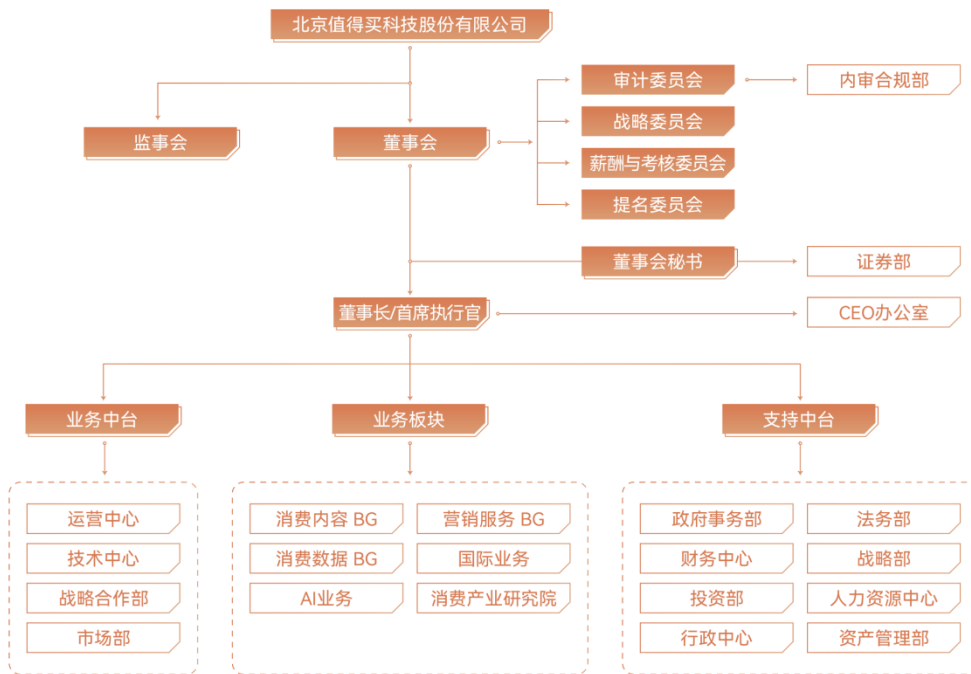 北京值得买科技股份有限公司
审计委员会
内审合规部
战略委员会
监事会
董事会
薪酬与考核委员会
提名委员会
董事会秘书
证券部
董事长/首席执行官
CEO办公室
业务中台
业务板块
支持中台
运营中心
技术中心
战略合作部
市场部
消费内容 BG
营销服务 BG
消费数据 BG
国际业务
AI业务
消费产业研究院
政府事务部
法务部
财务中心
战略部
投资部
人力资源中心
行政中心
资产管理部